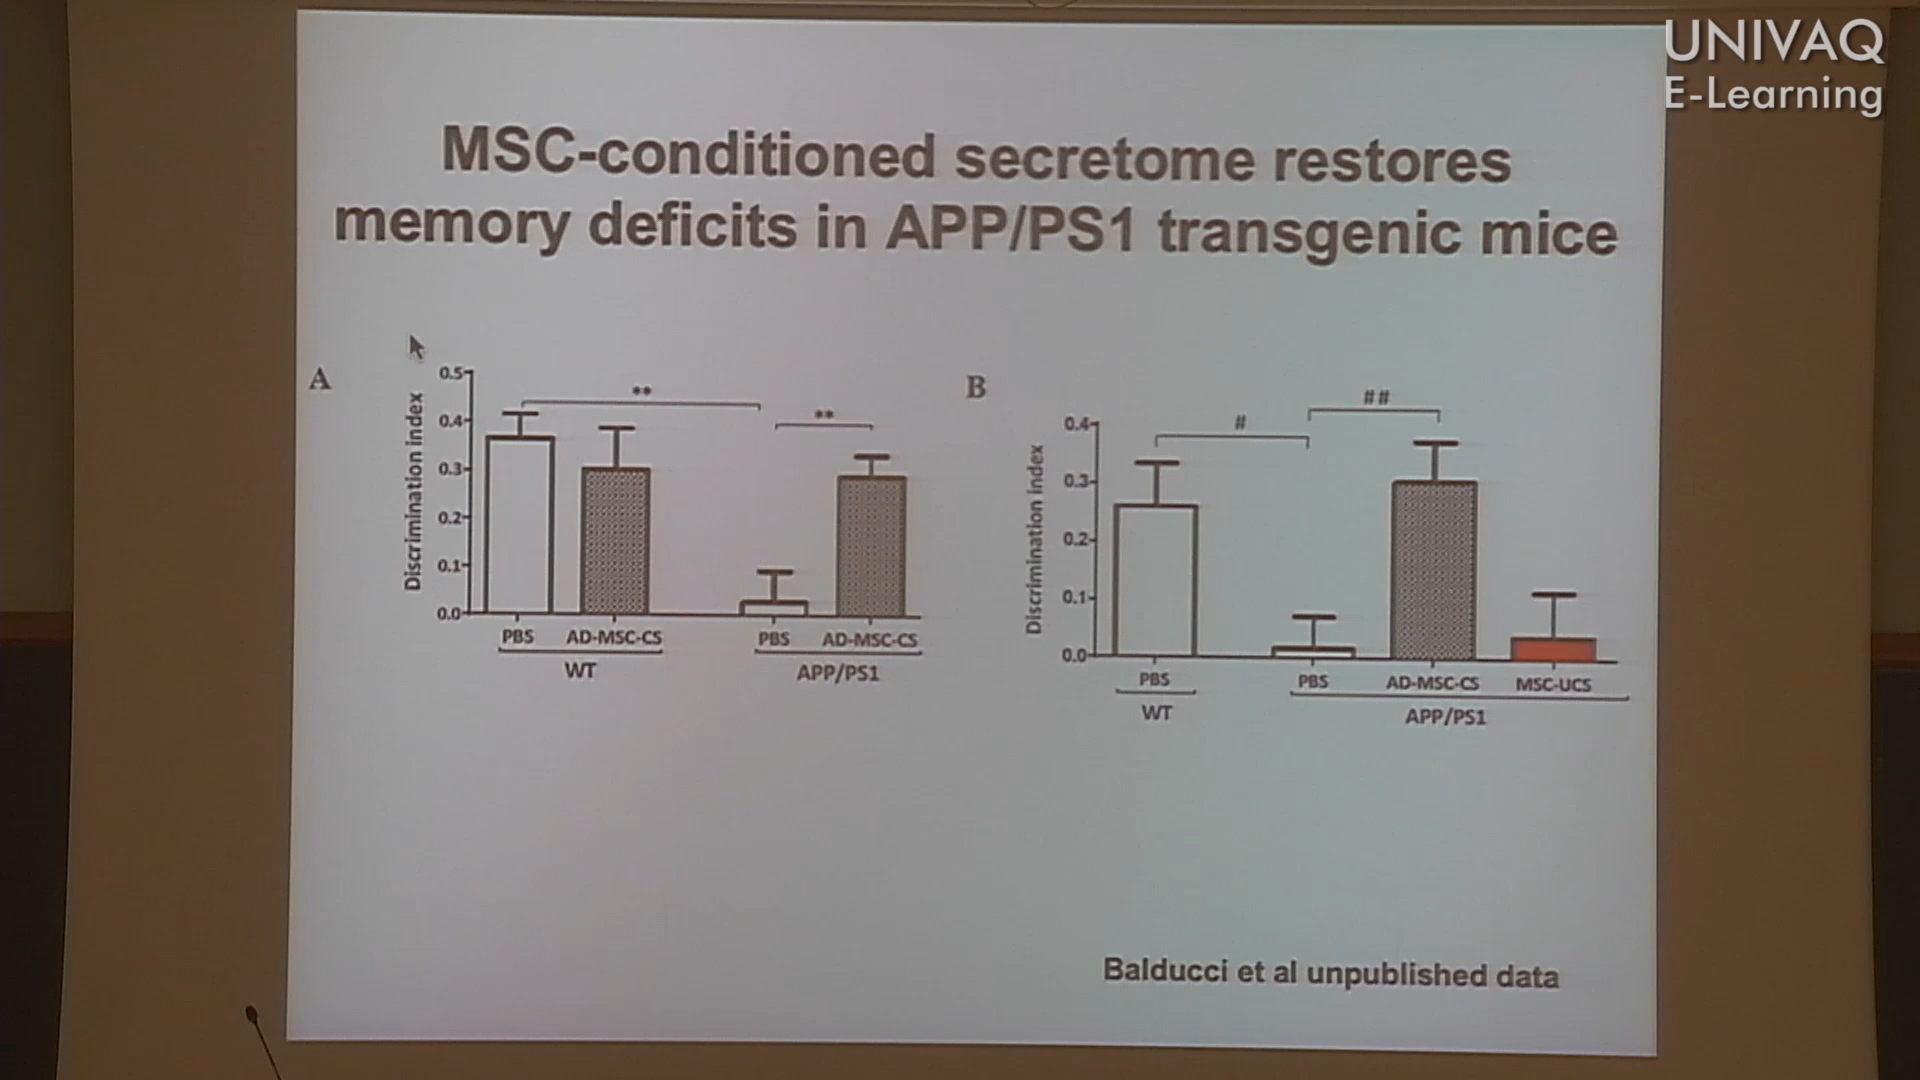 UNIVAQ
E-Learning
MSC-conditioned secretome restores
memory deficits in APP/PS1 transgenic mice
A
Discrimination index
0.5
0.4
0.3
0.2
0.1
0.0
**
**
PBS
AD-MSC-CS
PBS
AD-MSC-CS
WT
APP/PS1
B
Discrimination index
0.4
0.3
0.2
0.1
0.0
#
##
PBS
PBS
AD-MSC-CS
MSC-UCS
WT
APP/PS1
Balducci et al unpublished data